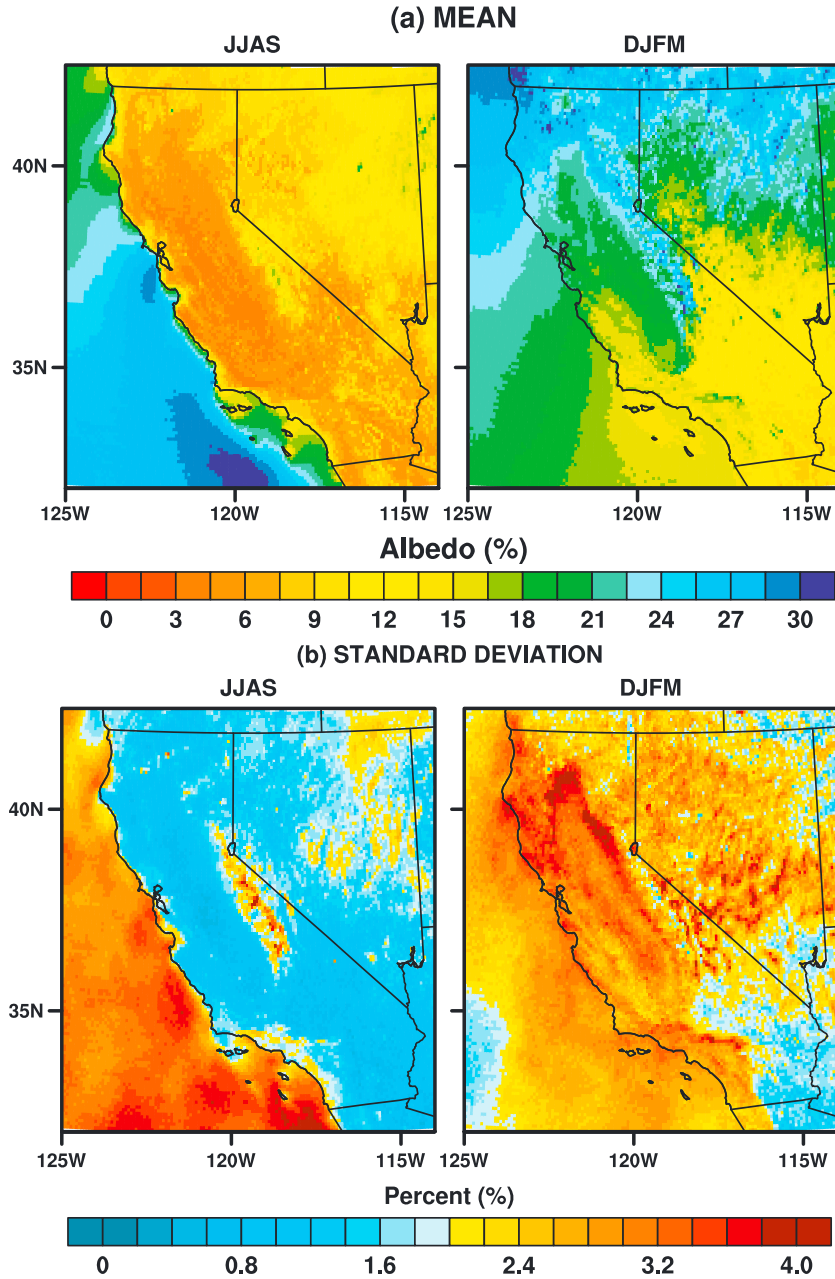 (a) MEAN
JJAS DJFM
40N
35N
125W 120W 115W 125W 120W 115W
Albedo (%)
0 3 6 9 12 15 18 21 24 27 30
(b) STANDARD DEVIATION
JJAS DJFM
40N
35N
125W 120W 115W 125W 120W 115W
Percent (%)
0 0.8 1.6 2.4 3.2 4.0